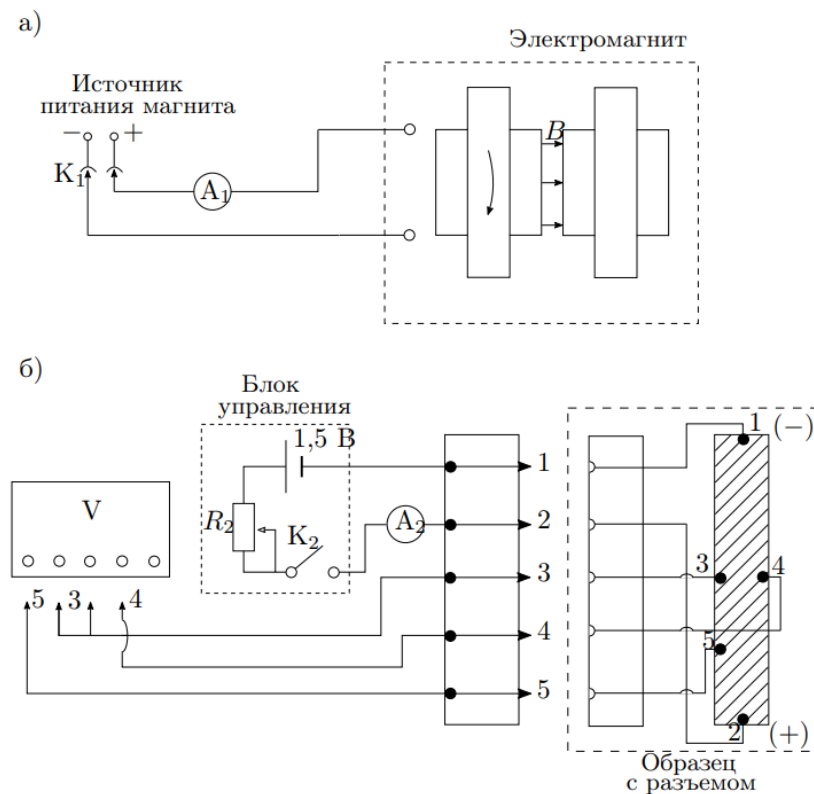 а)
Электромагнит
Источник
питания магнита
− +
K1
A1
B
б)
Блок
управления
1,5 В
R2
K2
A2
V
5 3 4
1
2
3
4
5
1 (−)
3
4
5
2 (+)
Образец
с разъемом